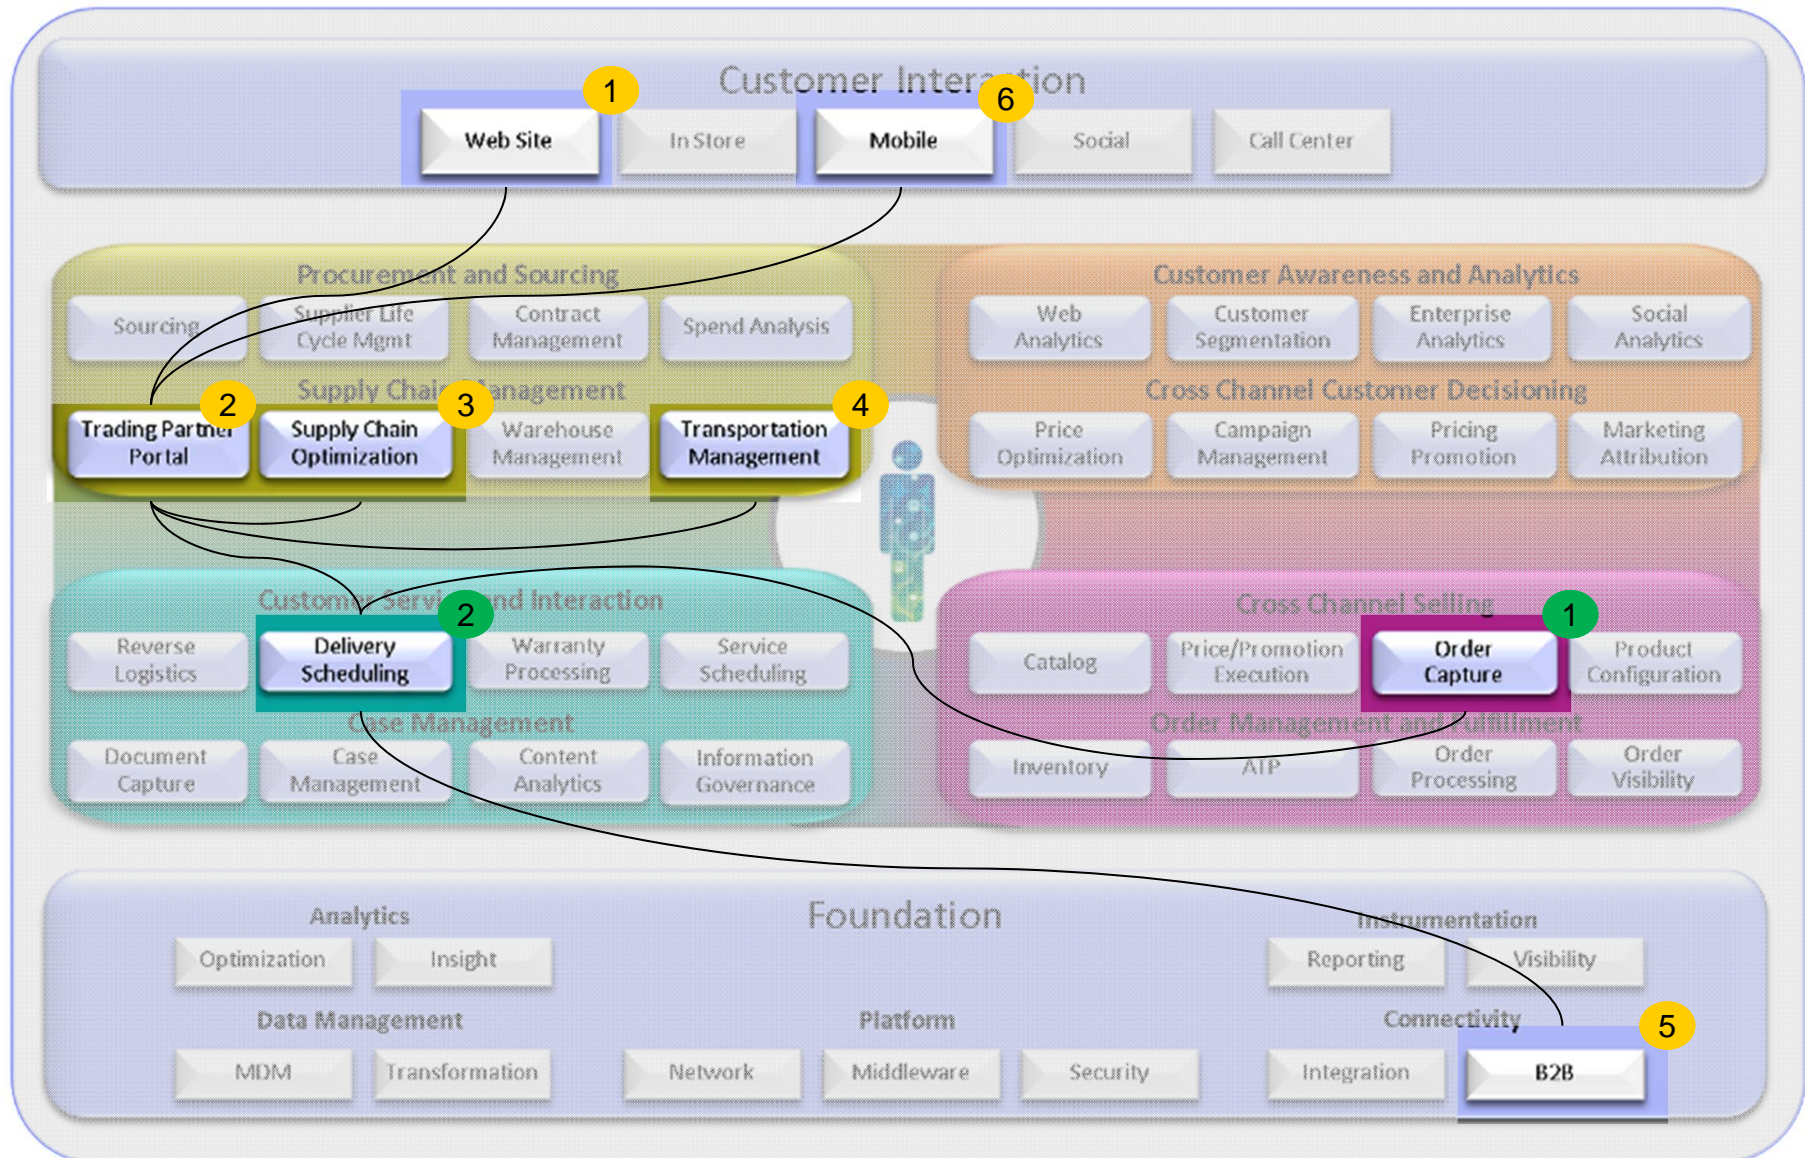 Customer Interaction
1
6
Web Site
In Store
Mobile
Social
Call Center
Procurement and Sourcing
Sourcing
Supplier Life
Cycle Mgmt
Contract
Management
Spend Analysis
Supply Chain Management
2
3
4
Trading Partner
Portal
Supply Chain
Optimization
Warehouse
Management
Transportation
Management
Customer Awareness and Analytics
Web
Analytics
Customer
Segmentation
Enterprise
Analytics
Social
Analytics
Cross Channel Customer Decisioning
Price
Optimization
Campaign
Management
Pricing
Promotion
Marketing
Attribution
Customer Service and Interaction
2
Reverse
Logistics
Delivery
Scheduling
Warranty
Processing
Service
Scheduling
Case Management
Document
Capture
Case
Management
Content
Analytics
Information
Governance
Cross Channel Selling
1
Catalog
Price/Promotion
Execution
Order
Capture
Product
Configuration
Order Management and Fulfillment
Inventory
ATP
Order
Processing
Order
Visibility
Foundation
Analytics
Optimization
Insight
Instrumentation
Reporting
Visibility
Data Management
MDM
Transformation
Platform
Network
Middleware
Security
Connectivity
5
Integration
B2B